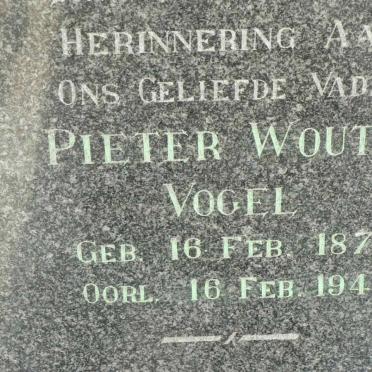 HERINNERING AA
ONS GELIEFDE VAD
PIETER WOUT
VOGEL
GEB. 16 FEB. 187
OORL. 16 FEB. 194